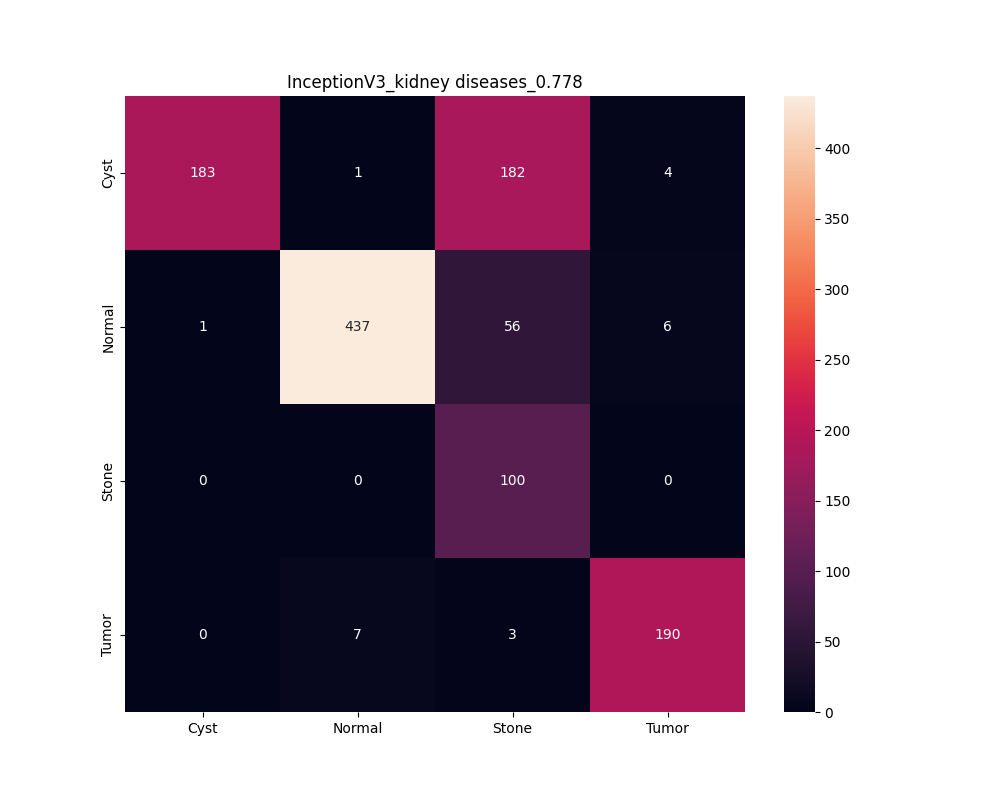 InceptionV3_kidney diseases_0.778
Cyst 183 1 182 4
Normal 1 437 56 6
Stone 0 0 100 0
Tumor 0 7 3 190
Cyst Normal Stone Tumor
400
350
300
250
200
150
100
50
0